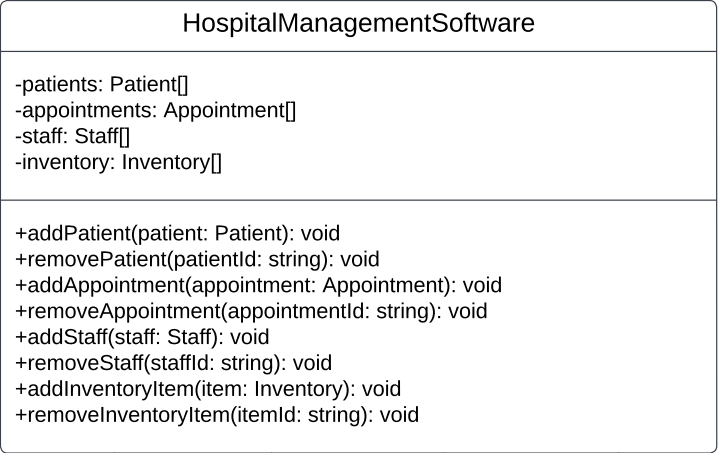 HospitalManagementSoftware
-patients: Patient[]
-appointments: Appointment[]
-staff: Staff[]
-inventory: Inventory[]
+addPatient(patient: Patient): void
+removePatient(patientId: string): void
+addAppointment(appointment: Appointment): void
+removeAppointment(appointmentId: string): void
+addStaff(staff: Staff): void
+removeStaff(staffId: string): void
+addInventoryItem(item: Inventory): void
+removeInventoryItem(itemId: string): void